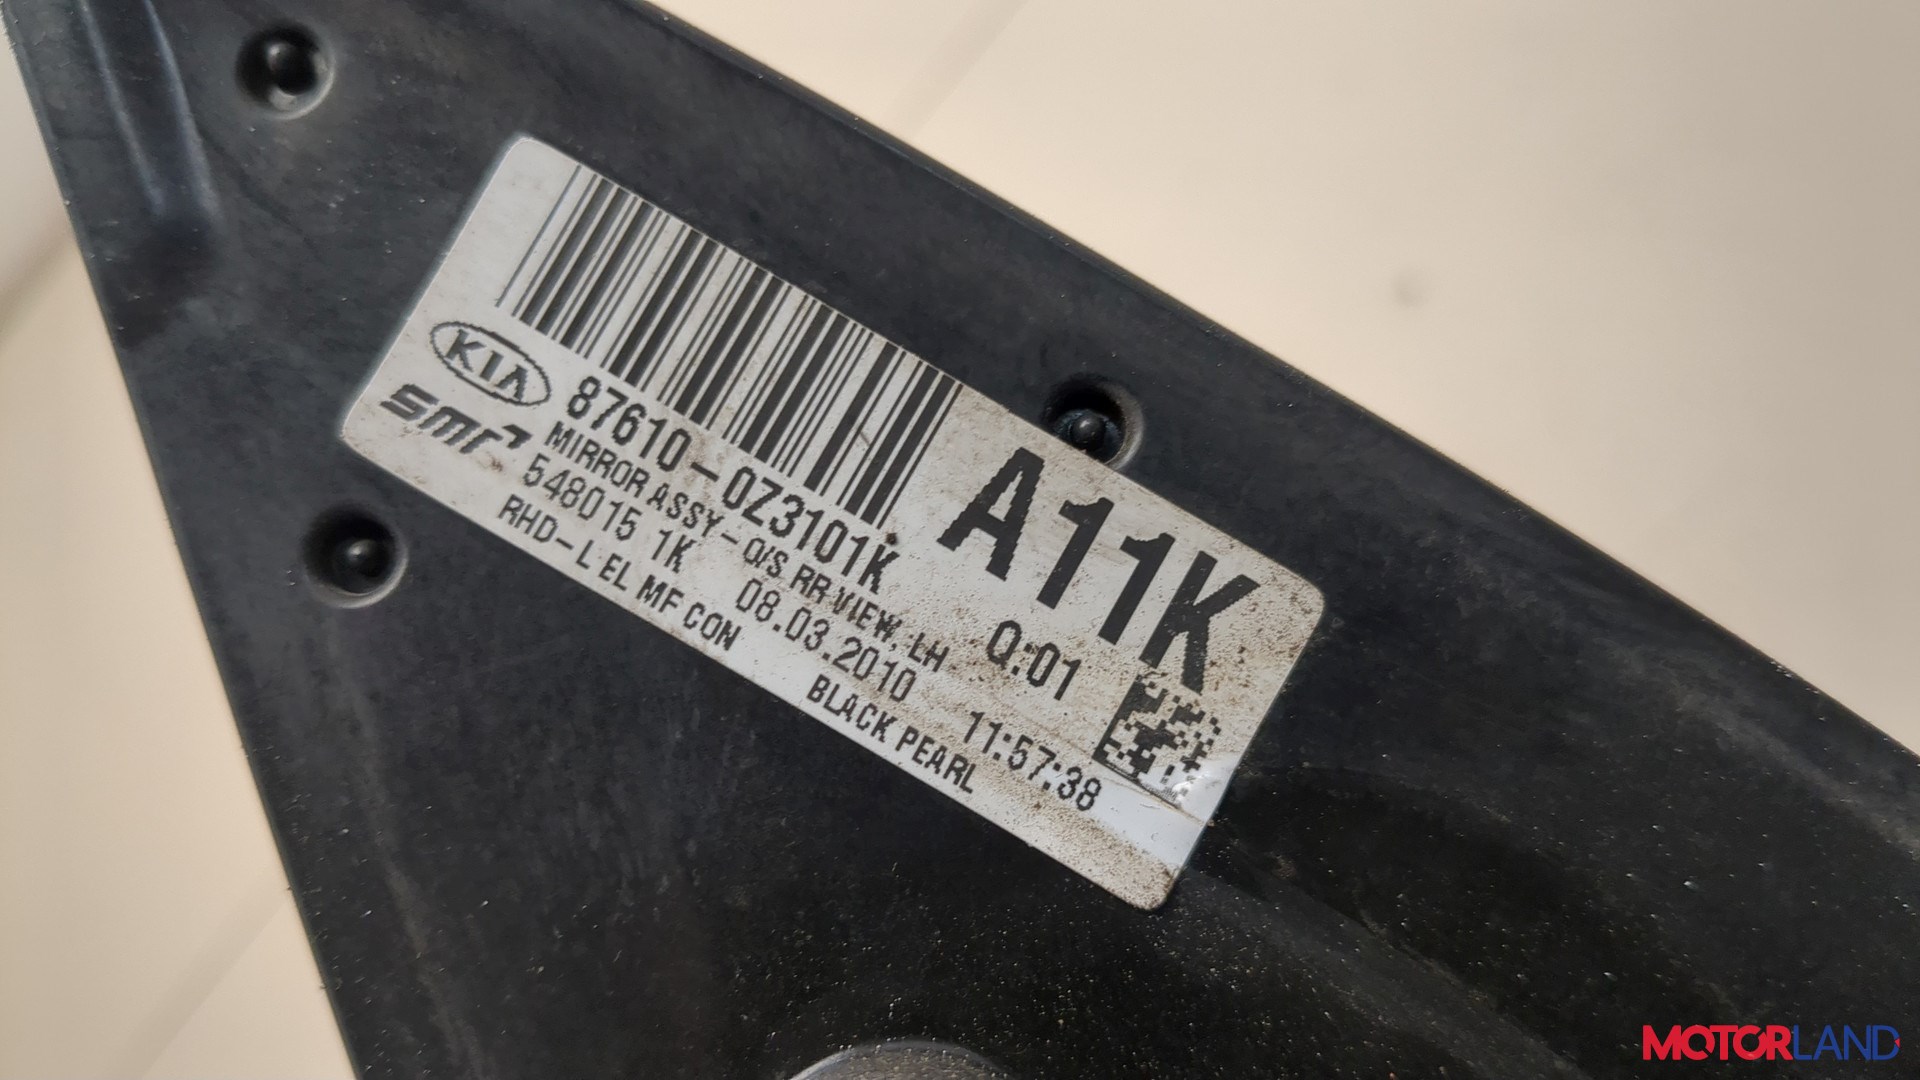 KIA
87610-0Z3101K
A11K
smr
MIRROR ASSY-O/S RR VIEW, LH
Q:01
548015 1K 08.03.2010 11:57:38
RHD-L EL MF CON BLACK PEARL
MOTORLAND